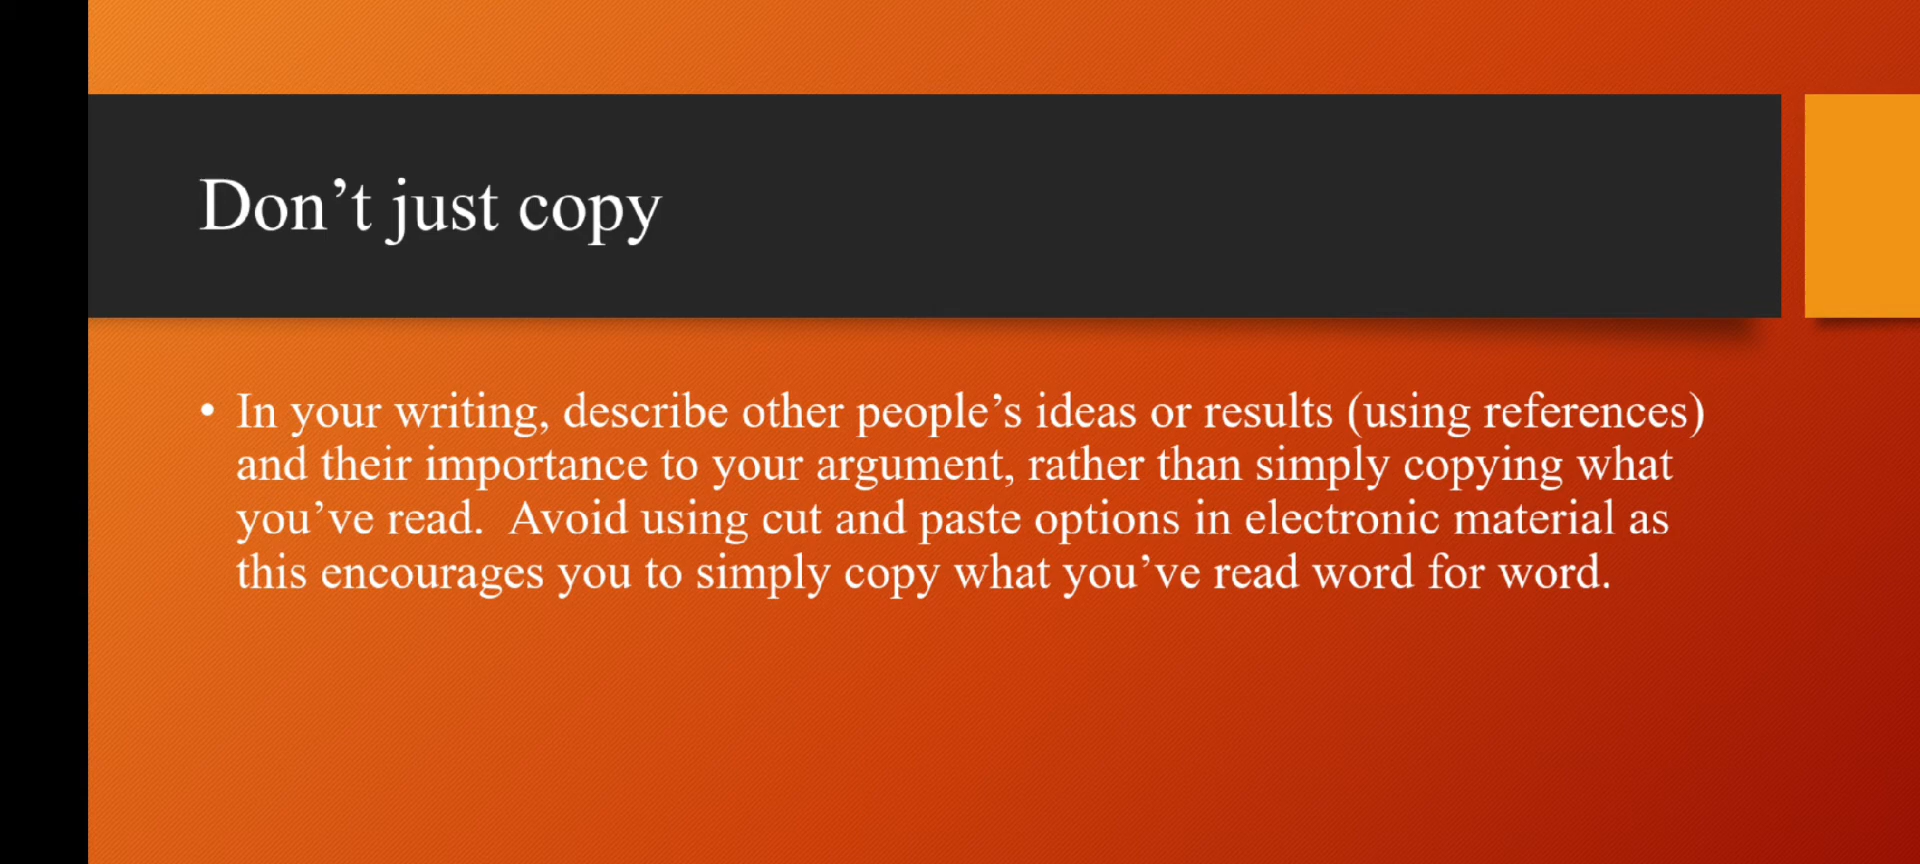 Don’t just copy
• In your writing, describe other people’s ideas or results (using references)
and their importance to your argument, rather than simply copying what
you’ve read.  Avoid using cut and paste options in electronic material as
this encourages you to simply copy what you’ve read word for word.